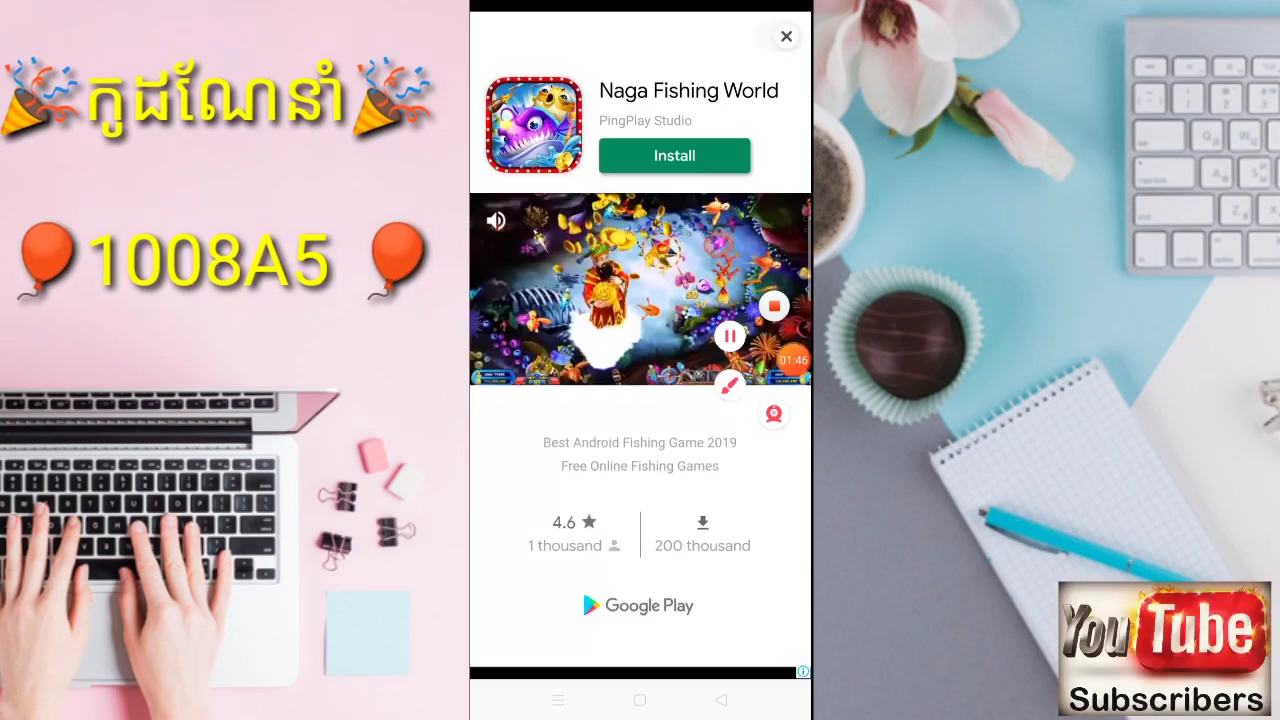 🎉កូដណែនាំ🎉
🎈1008A5 🎈
Naga Fishing World
PingPlay Studio
Install
01:46
Best Android Fishing Game 2019
Free Online Fishing Games
4.6 ★
1 thousand
200 thousand
Google Play
YouTube
Subscribers